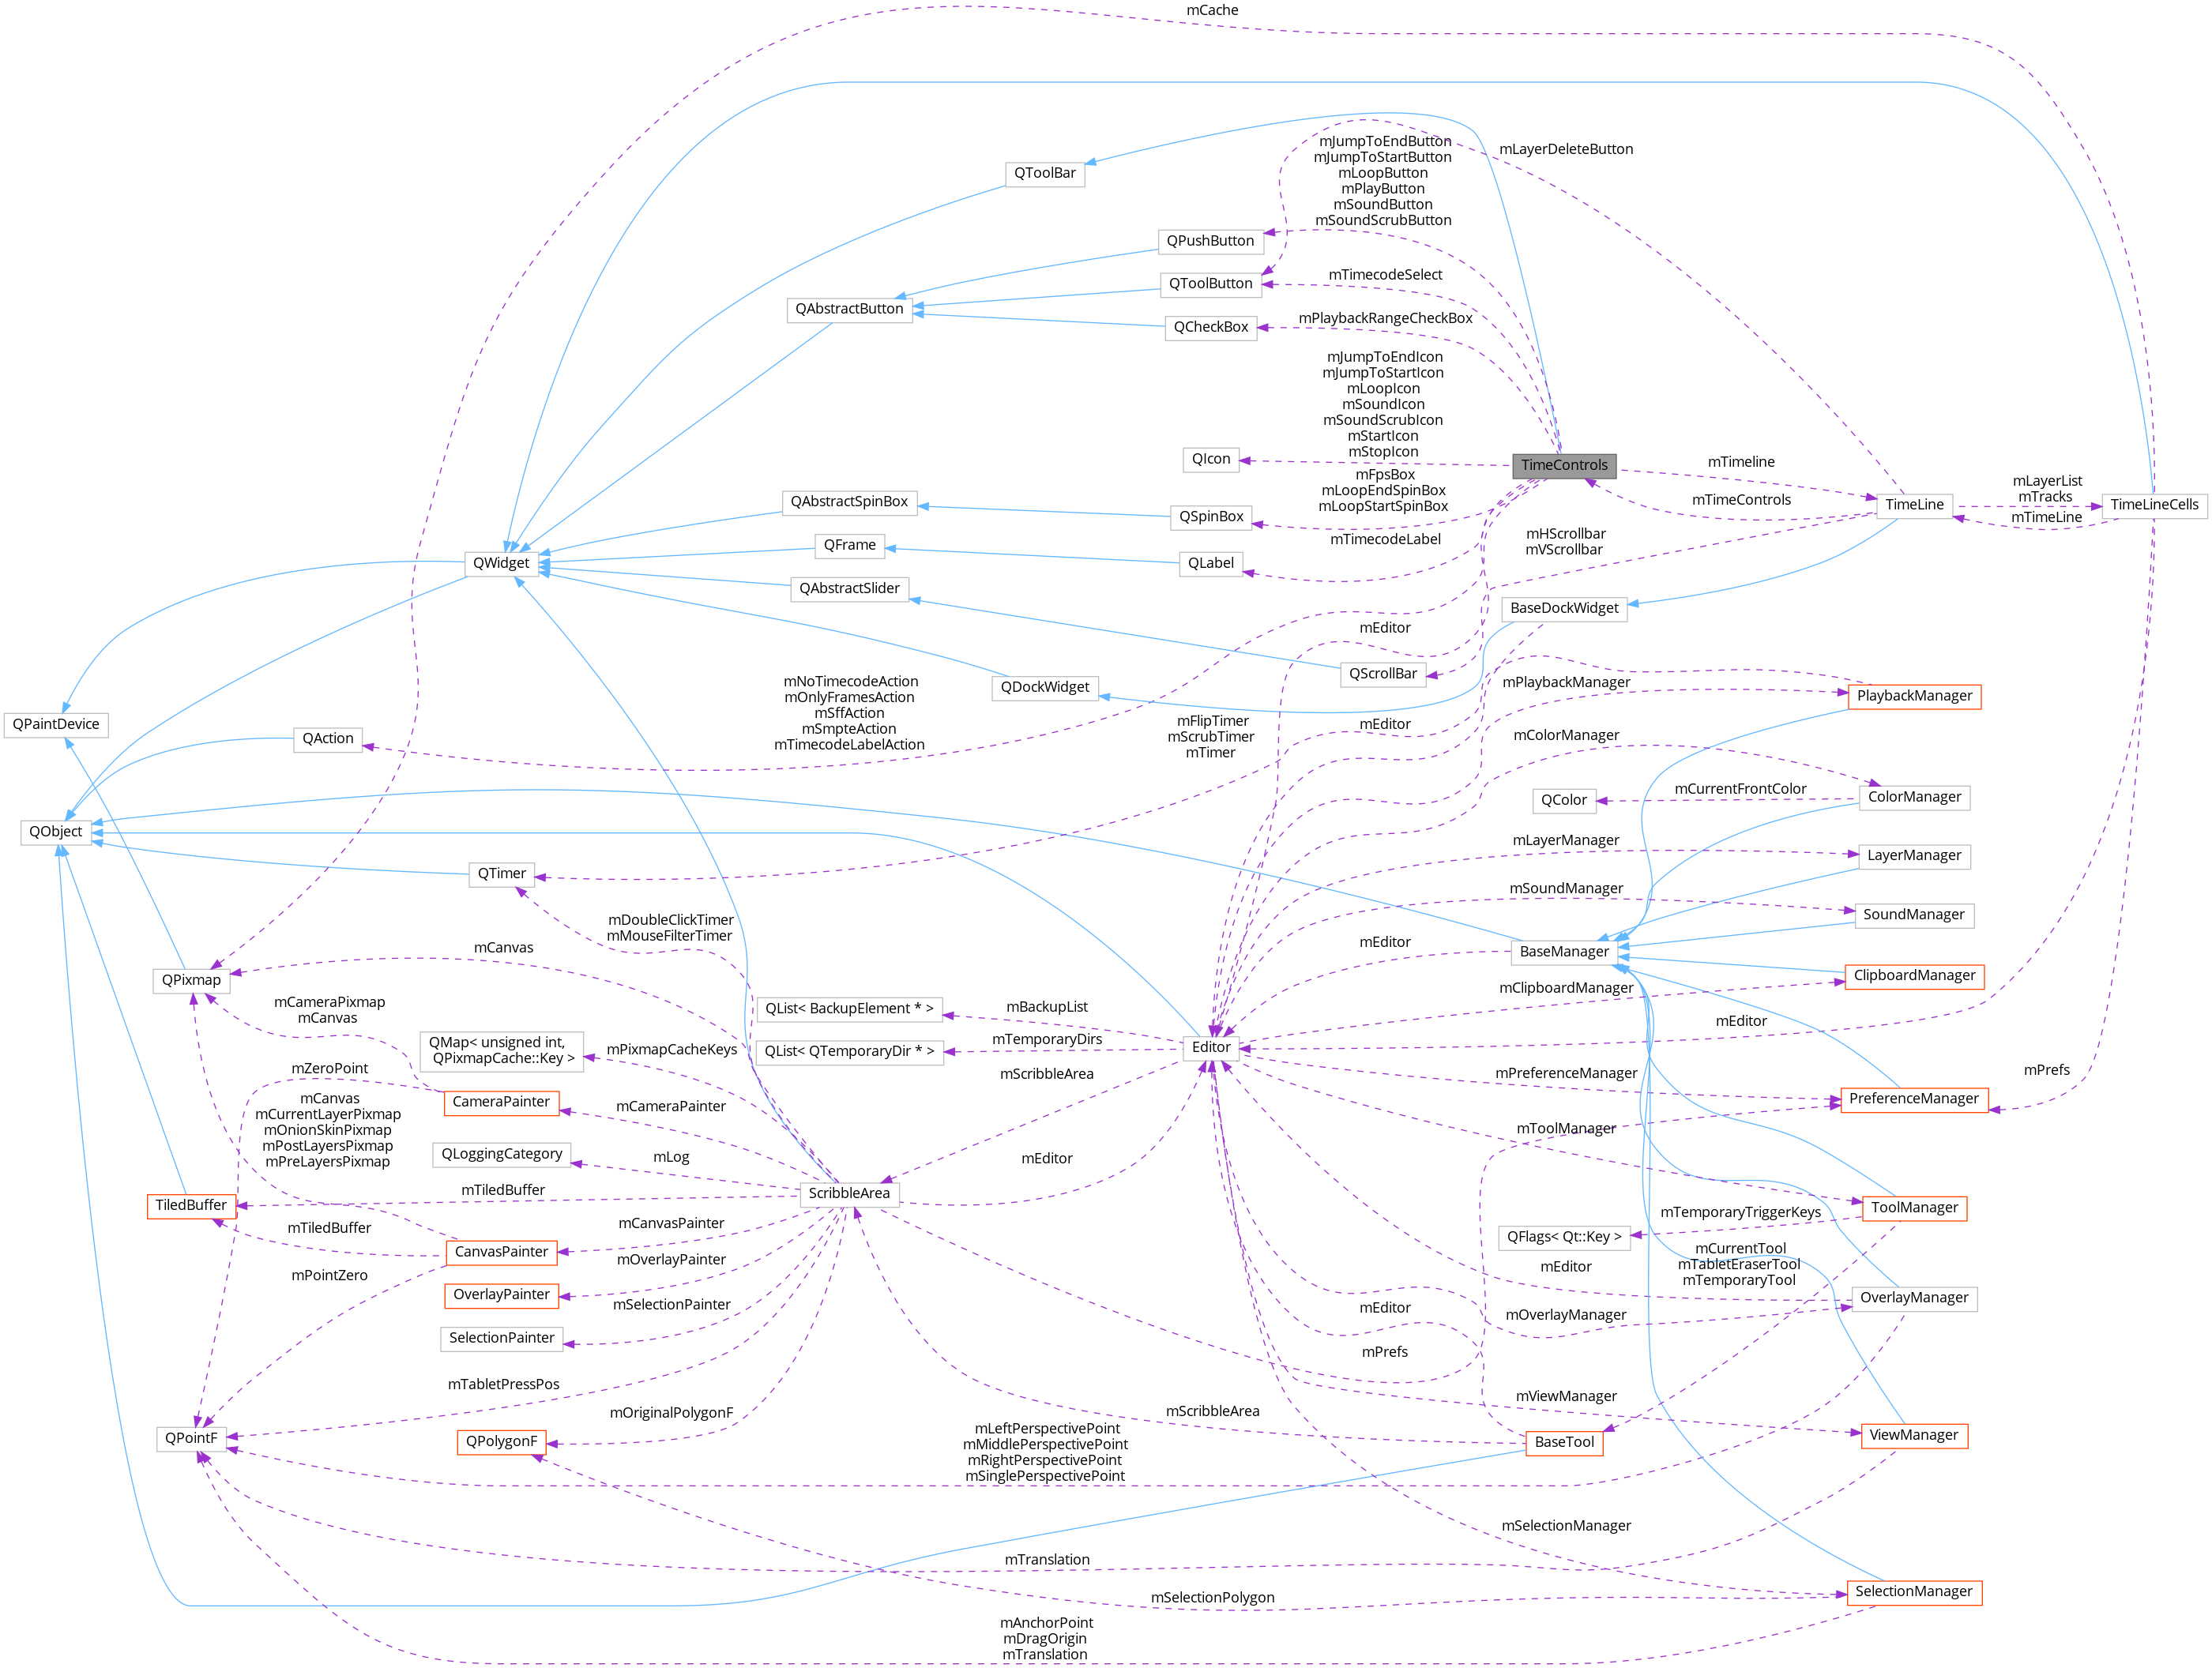 mCache
mLayerDeleteButton
mJumpToEndButton
mJumpToStartButton
mLoopButton
mPlayButton
mSoundButton
mSoundScrubButton
QToolBar
QPushButton
QToolButton
mTimecodeSelect
QAbstractButton
QCheckBox
mPlaybackRangeCheckBox
mJumpToEndIcon
mJumpToStartIcon
mLoopIcon
mSoundIcon
mSoundScrubIcon
mStartIcon
mStopIcon
QIcon
TimeControls
mTimeline
mFpsBox
mLoopEndSpinBox
mLoopStartSpinBox
mTimeControls
TimeLine
mLayerList
mTracks
mTimeLine
TimeLineCells
QAbstractSpinBox
QSpinBox
mTimecodeLabel
mHScrollbar
mVScrollbar
QFrame
QLabel
QWidget
QAbstractSlider
BaseDockWidget
mEditor
QScrollBar
QDockWidget
mPlaybackManager
PlaybackManager
QPaintDevice
QAction
mNoTimecodeAction
mOnlyFramesAction
mSffAction
mSmpteAction
mTimecodeLabelAction
mFlipTimer
mScrubTimer
mTimer
mEditor
mColorManager
QColor
mCurrentFrontColor
ColorManager
QObject
mLayerManager
LayerManager
QTimer
mSoundManager
SoundManager
mDoubleClickTimer
mMouseFilterTimer
mEditor
BaseManager
mCanvas
QPixmap
ClipboardManager
mClipboardManager
mCameraPixmap
mCanvas
QList< BackupElement * >
mBackupList
mEditor
QMap< unsigned int,
QPixmapCache::Key >
mPixmapCacheKeys
QList< QTemporaryDir * >
mTemporaryDirs
Editor
mZeroPoint
mScribbleArea
mPreferenceManager
mPrefs
PreferenceManager
CameraPainter
mCameraPainter
mCanvas
mCurrentLayerPixmap
mOnionSkinPixmap
mPostLayersPixmap
mPreLayersPixmap
mToolManager
QLoggingCategory
mLog
mEditor
ScribbleArea
TiledBuffer
mTiledBuffer
ToolManager
mTemporaryTriggerKeys
QFlags< Qt::Key >
mTiledBuffer
mCanvasPainter
CanvasPainter
mCurrentTool
mTabletEraserTool
mTemporaryTool
mOverlayPainter
mPointZero
mEditor
OverlayPainter
OverlayManager
mSelectionPainter
mEditor
mOverlayManager
SelectionPainter
mPrefs
mTabletPressPos
mViewManager
mOriginalPolygonF
mScribbleArea
QPointF
QPolygonF
mLeftPerspectivePoint
mMiddlePerspectivePoint
mRightPerspectivePoint
mSinglePerspectivePoint
BaseTool
ViewManager
mSelectionManager
mTranslation
mSelectionPolygon
SelectionManager
mAnchorPoint
mDragOrigin
mTranslation